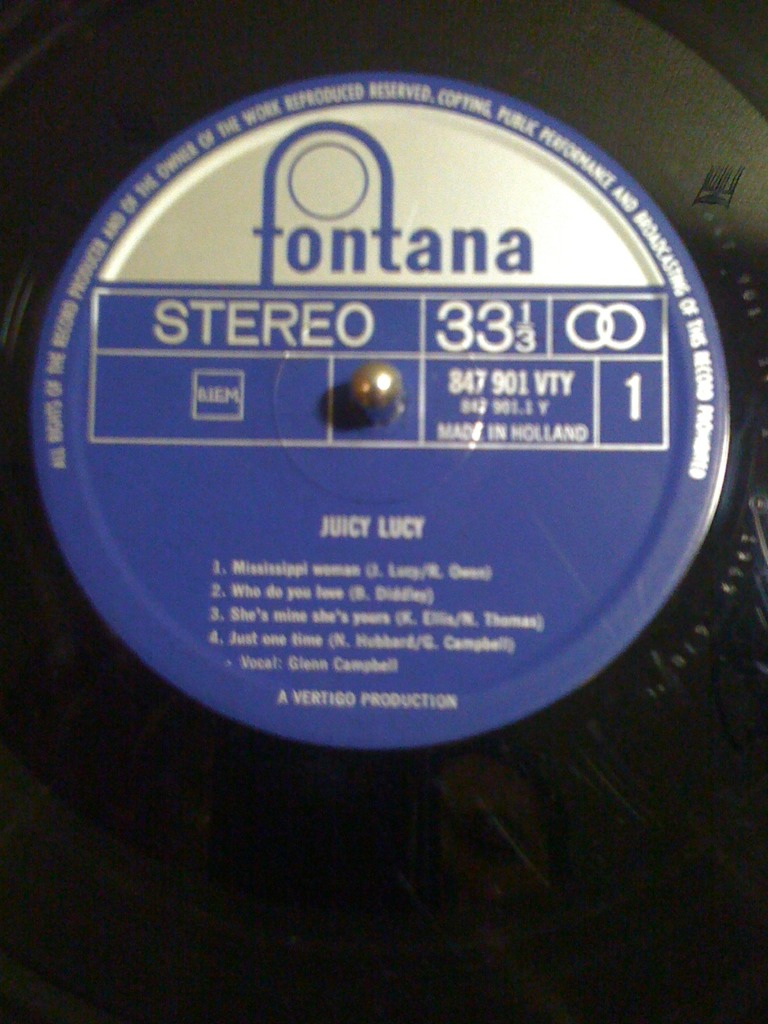 ALL RIGHTS OF THE RECORD PRODUCER AND OF THE OWNER OF THE WORK REPRODUCED RESERVED. COPYING, PUBLIC PERFORMANCE AND BROADCASTING OF THIS RECORD PROHIBITED
fontana
STEREO 33 1/3
BIEM 847 901 VTY 1
847 901.1 Y
MADE IN HOLLAND
JUICY LUCY
1. Mississippi woman (J. Lucy/R. Owen)
2. Who do you love (B. Diddley)
3. She's mine she's yours (K. Ellis/N. Thomas)
4. Just one time (N. Hubbard/G. Campbell)
- Vocal: Glenn Campbell
A VERTIGO PRODUCTION